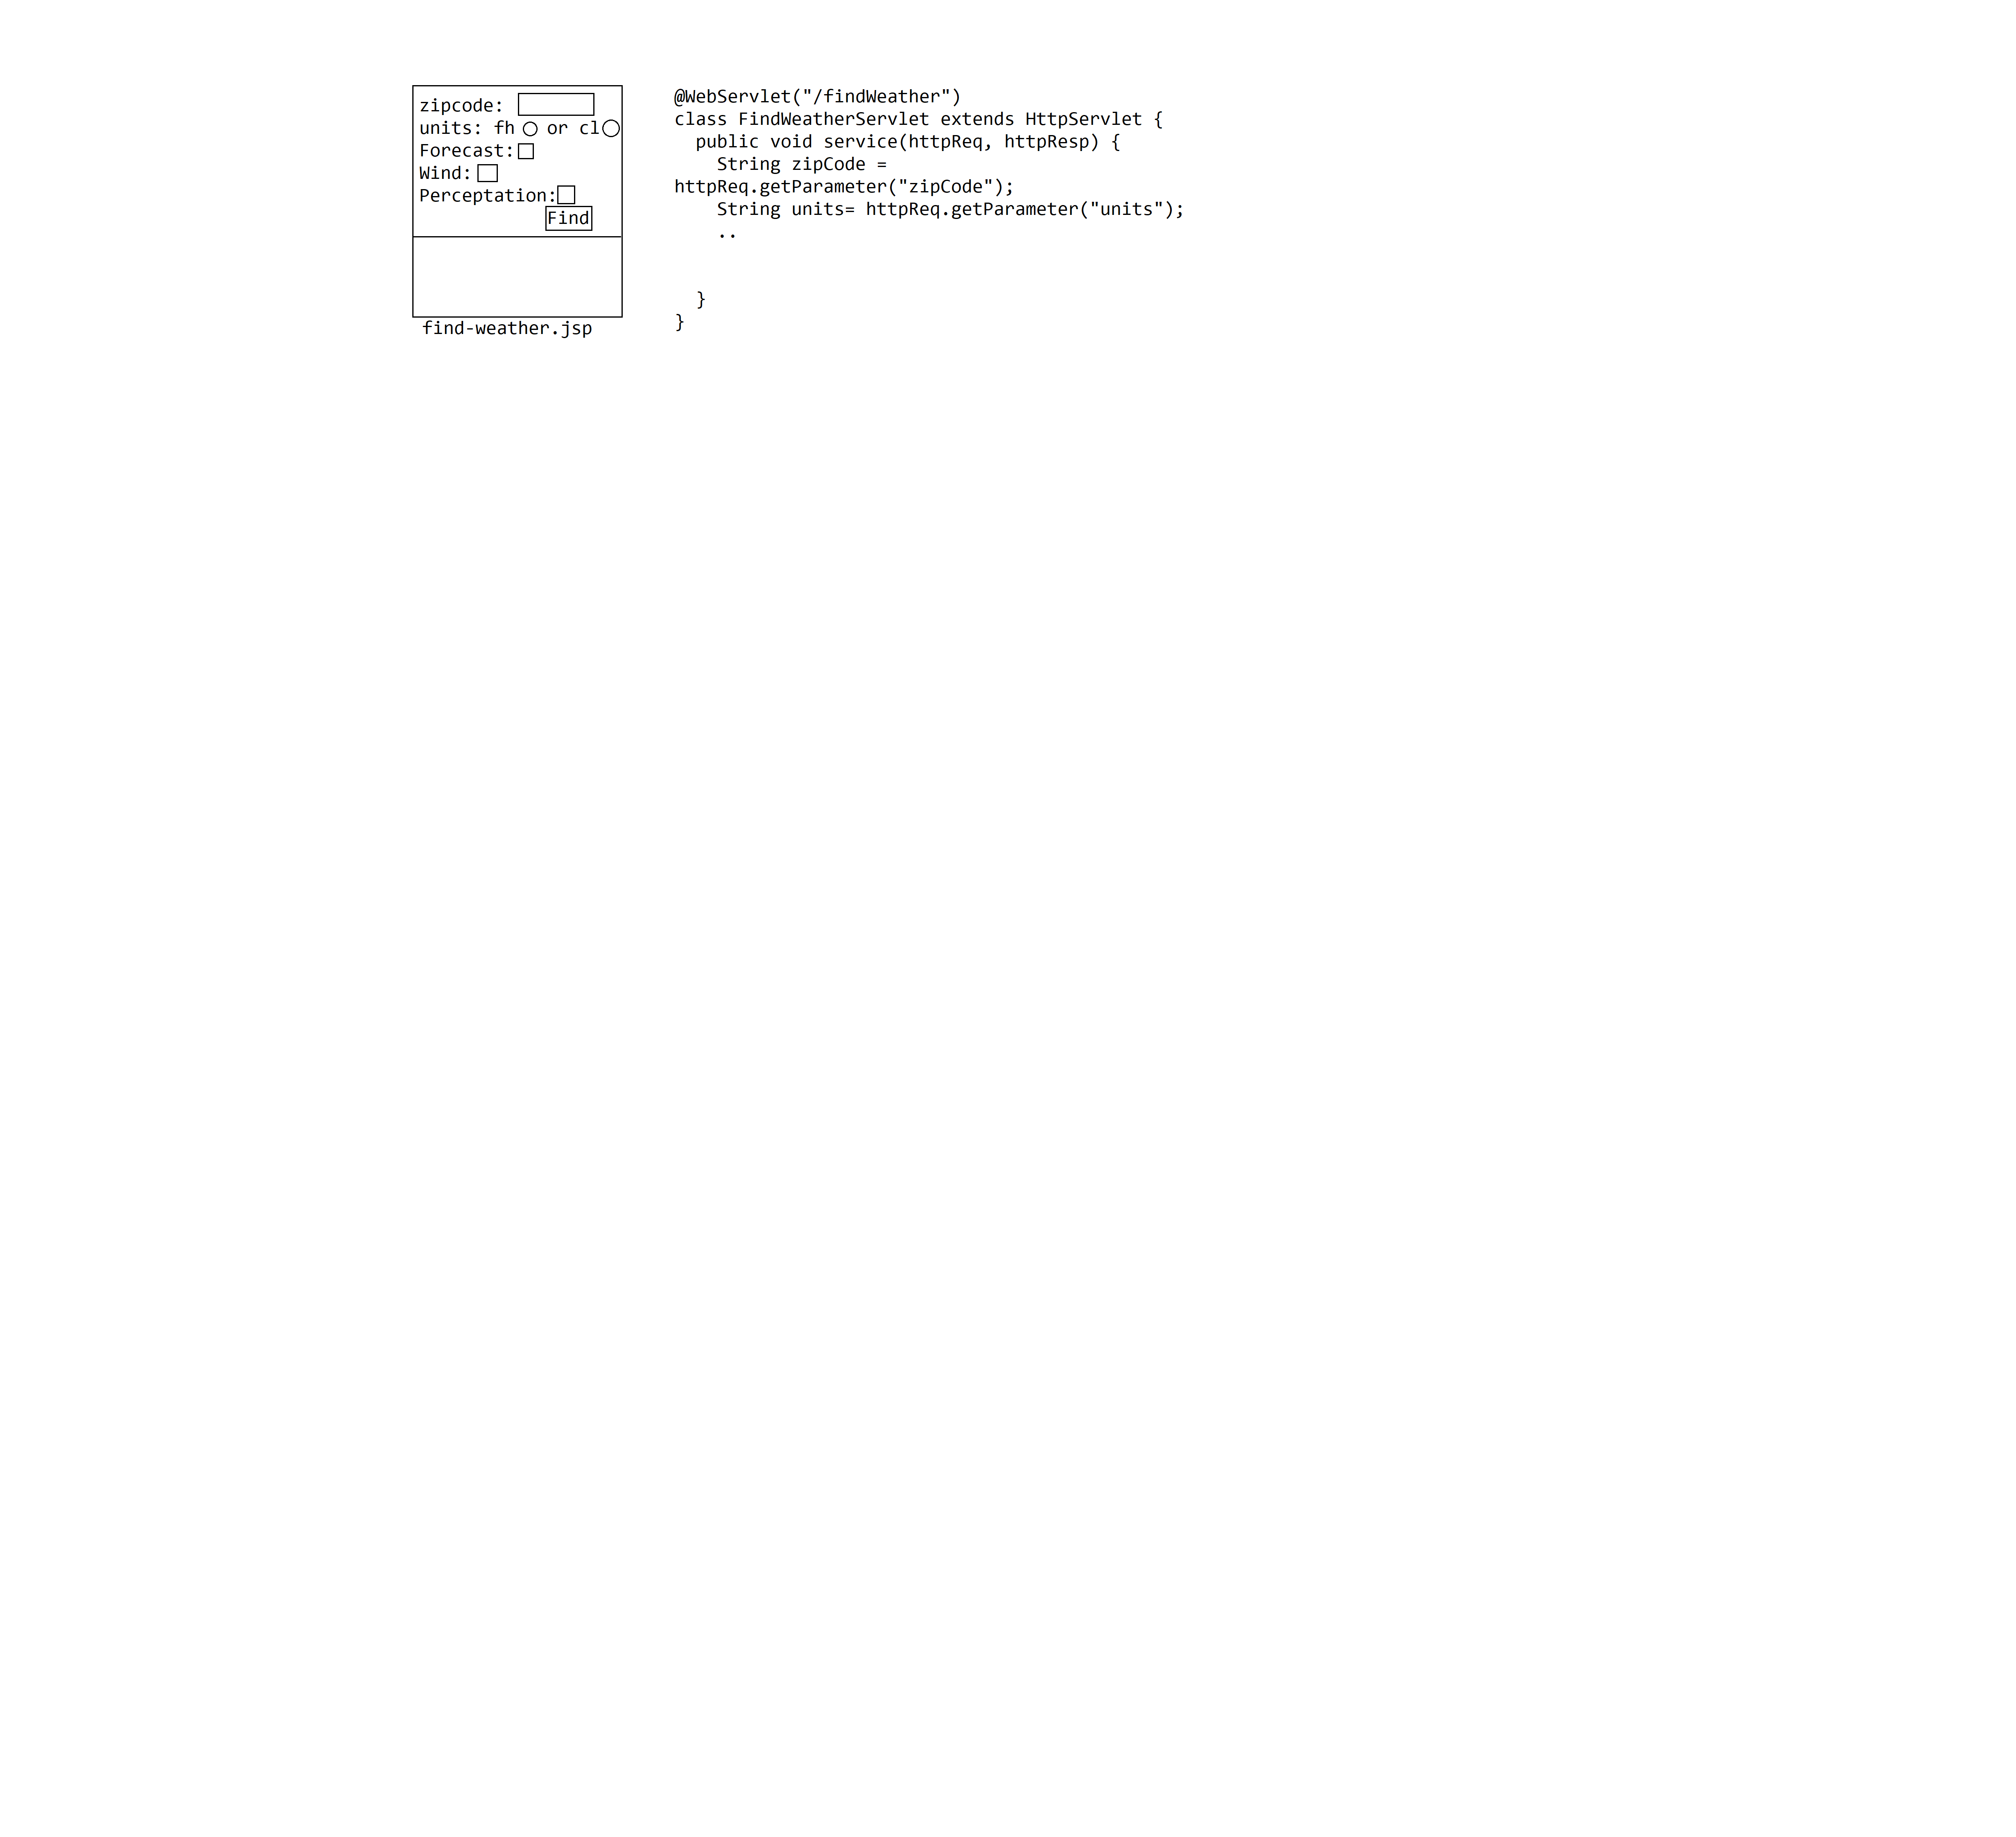 zipcode:
units: fh or cl
Forecast:
Wind:
Perceptation:
Find
find-weather.jsp
@WebServlet("/findWeather")
class FindWeatherServlet extends HttpServlet {
  public void service(httpReq, httpResp) {
    String zipCode =
httpReq.getParameter("zipCode");
    String units= httpReq.getParameter("units");
    ..
  }
}